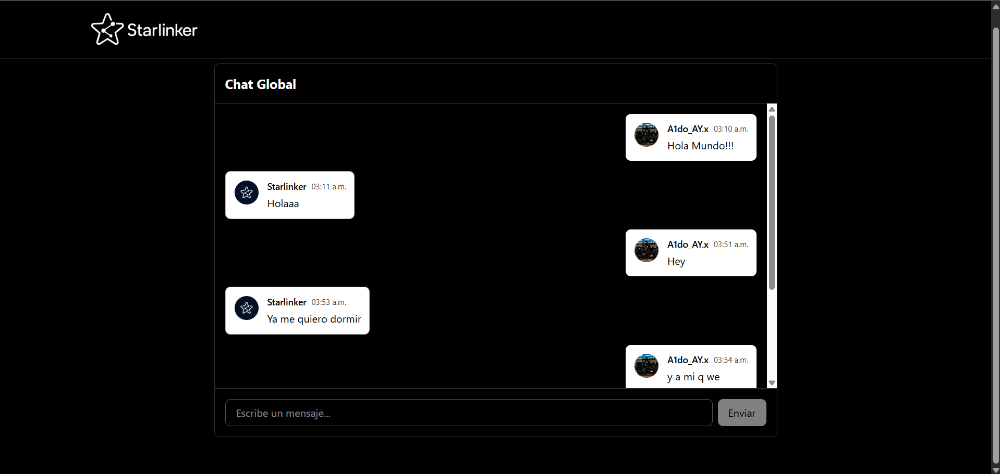 Starlinker
Chat Global
A1do_AY.x 03:10 a.m.
Hola Mundo!!!
Starlinker 03:11 a.m.
Holaaa
A1do_AY.x 03:51 a.m.
Hey
Starlinker 03:53 a.m.
Ya me quiero dormir
A1do_AY.x 03:54 a.m.
y a mi q we
Escribe un mensaje...
Enviar